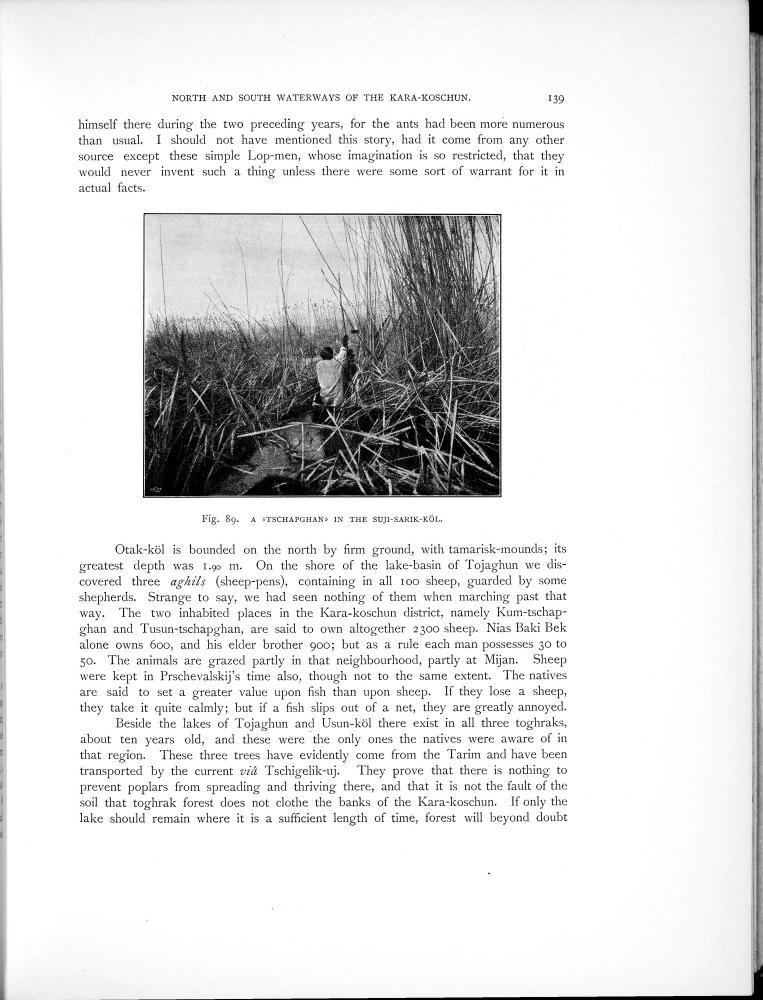 NORTH AND SOUTH WATERWAYS OF THE KARA-KOSCHUN. 139
himself there during the two preceding years, for the ants had been more numerous
than usual. I should not have mentioned this story, had it come from any other
source except these simple Lop-men, whose imagination is so restricted, that they
would never invent such a thing unless there were some sort of warrant for it in
actual facts.
Fig. 89. A »TSCHAPGHAN» IN THE SUJI-SARIK-KÖL.
Otak-köl is bounded on the north by firm ground, with tamarisk-mounds; its
greatest depth was 1.90 m. On the shore of the lake-basin of Tojaghun we dis-
covered three aghils (sheep-pens), containing in all 100 sheep, guarded by some
shepherds. Strange to say, we had seen nothing of them when marching past that
way. The two inhabited places in the Kara-koschun district, namely Kum-tschap-
ghan and Tusun-tschapghan, are said to own altogether 2300 sheep. Nias Baki Bek
alone owns 600, and his elder brother 900; but as a rule each man possesses 30 to
50. The animals are grazed partly in that neighbourhood, partly at Mijan. Sheep
were kept in Prschevalskij's time also, though not to the same extent. The natives
are said to set a greater value upon fish than upon sheep. If they lose a sheep,
they take it quite calmly; but if a fish slips out of a net, they are greatly annoyed.
Beside the lakes of Tojaghun and Usun-köl there exist in all three toghraks,
about ten years old, and these were the only ones the natives were aware of in
that region. These three trees have evidently come from the Tarim and have been
transported by the current viâ Tschigelik-uj. They prove that there is nothing to
prevent poplars from spreading and thriving there, and that it is not the fault of the
soil that toghrak forest does not clothe the banks of the Kara-koschun. If only the
lake should remain where it is a sufficient length of time, forest will beyond doubt